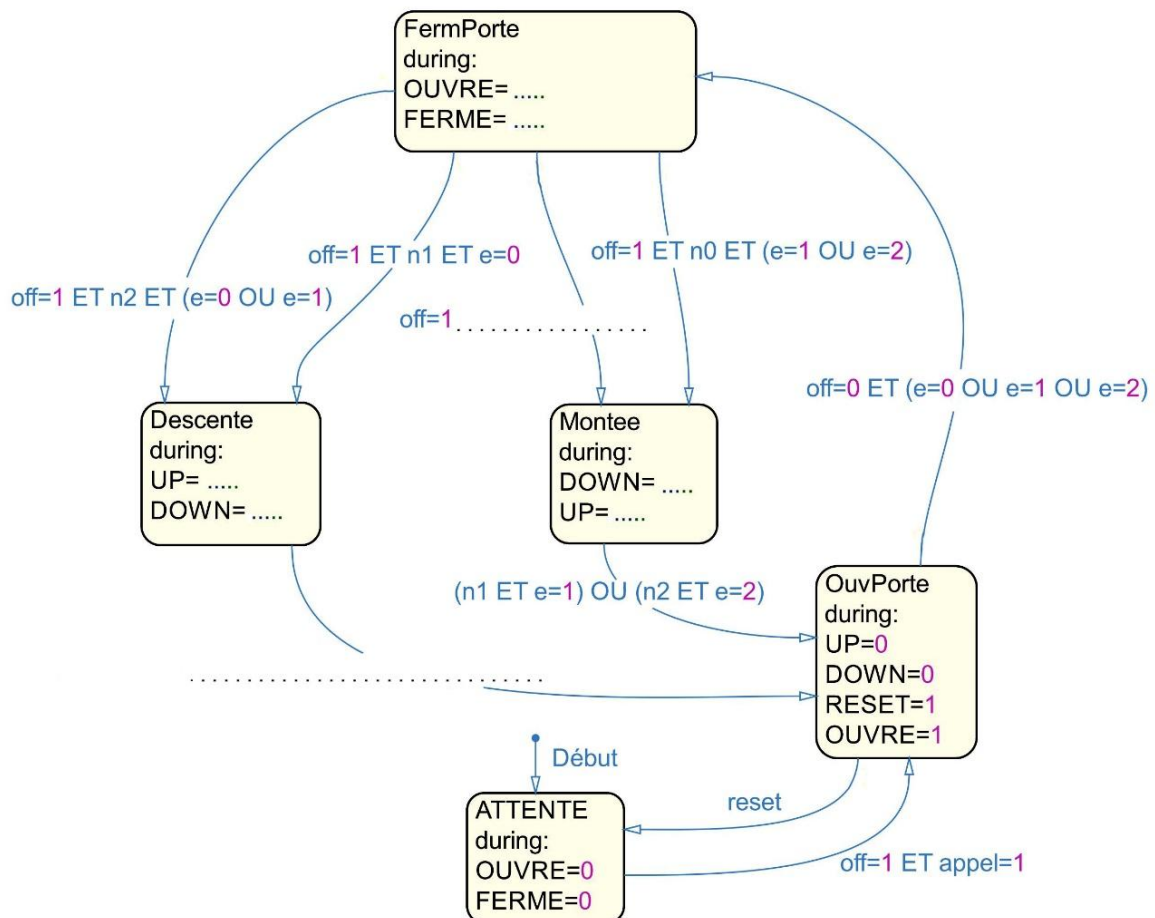 FermPorte
during:
OUVRE= .....
FERME= .....
off=1 ET n2 ET (e=0 OU e=1)
off=1 ET n1 ET e=0
off=1.................
off=1 ET n0 ET (e=1 OU e=2)
off=0 ET (e=0 OU e=1 OU e=2)
Descente
during:
UP= .....
DOWN= .....
Montee
during:
DOWN= .....
UP= .....
(n1 ET e=1) OU (n2 ET e=2)
..............................
OuvPorte
during:
UP=0
DOWN=0
RESET=1
OUVRE=1
Début
reset
off=1 ET appel=1
ATTENTE
during:
OUVRE=0
FERME=0